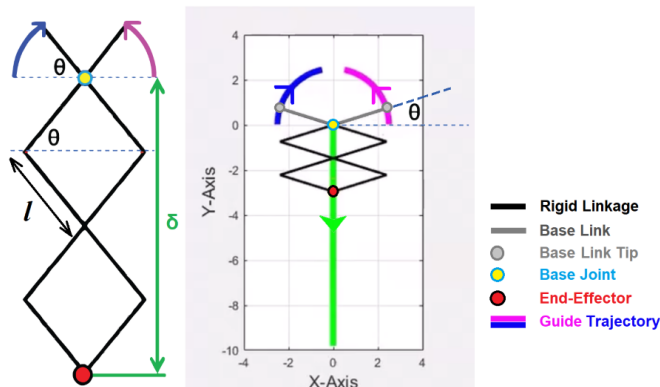 θ
θ
l
δ
4
2
0
-2
-4
-6
-8
-10
Y-Axis
θ
-4
-2
0
2
4
X-Axis
Rigid Linkage
Base Link
Base Link Tip
Base Joint
End-Effector
Guide Trajectory